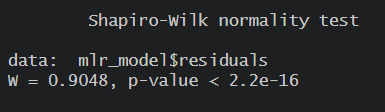 Shapiro-Wilk normality test
data:  mlr_model$residuals
W = 0.9048, p-value < 2.2e-16